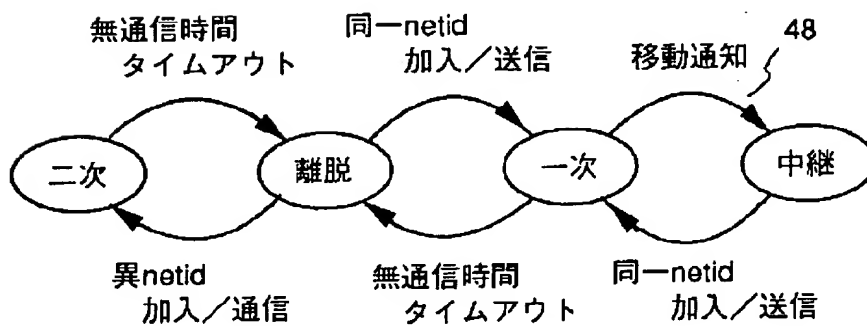 無通信時間
タイムアウト
同一netid
加入／送信
移動通知
48
二次
離脱
一次
中継
異netid
加入／通信
無通信時間
タイムアウト
同一netid
加入／送信